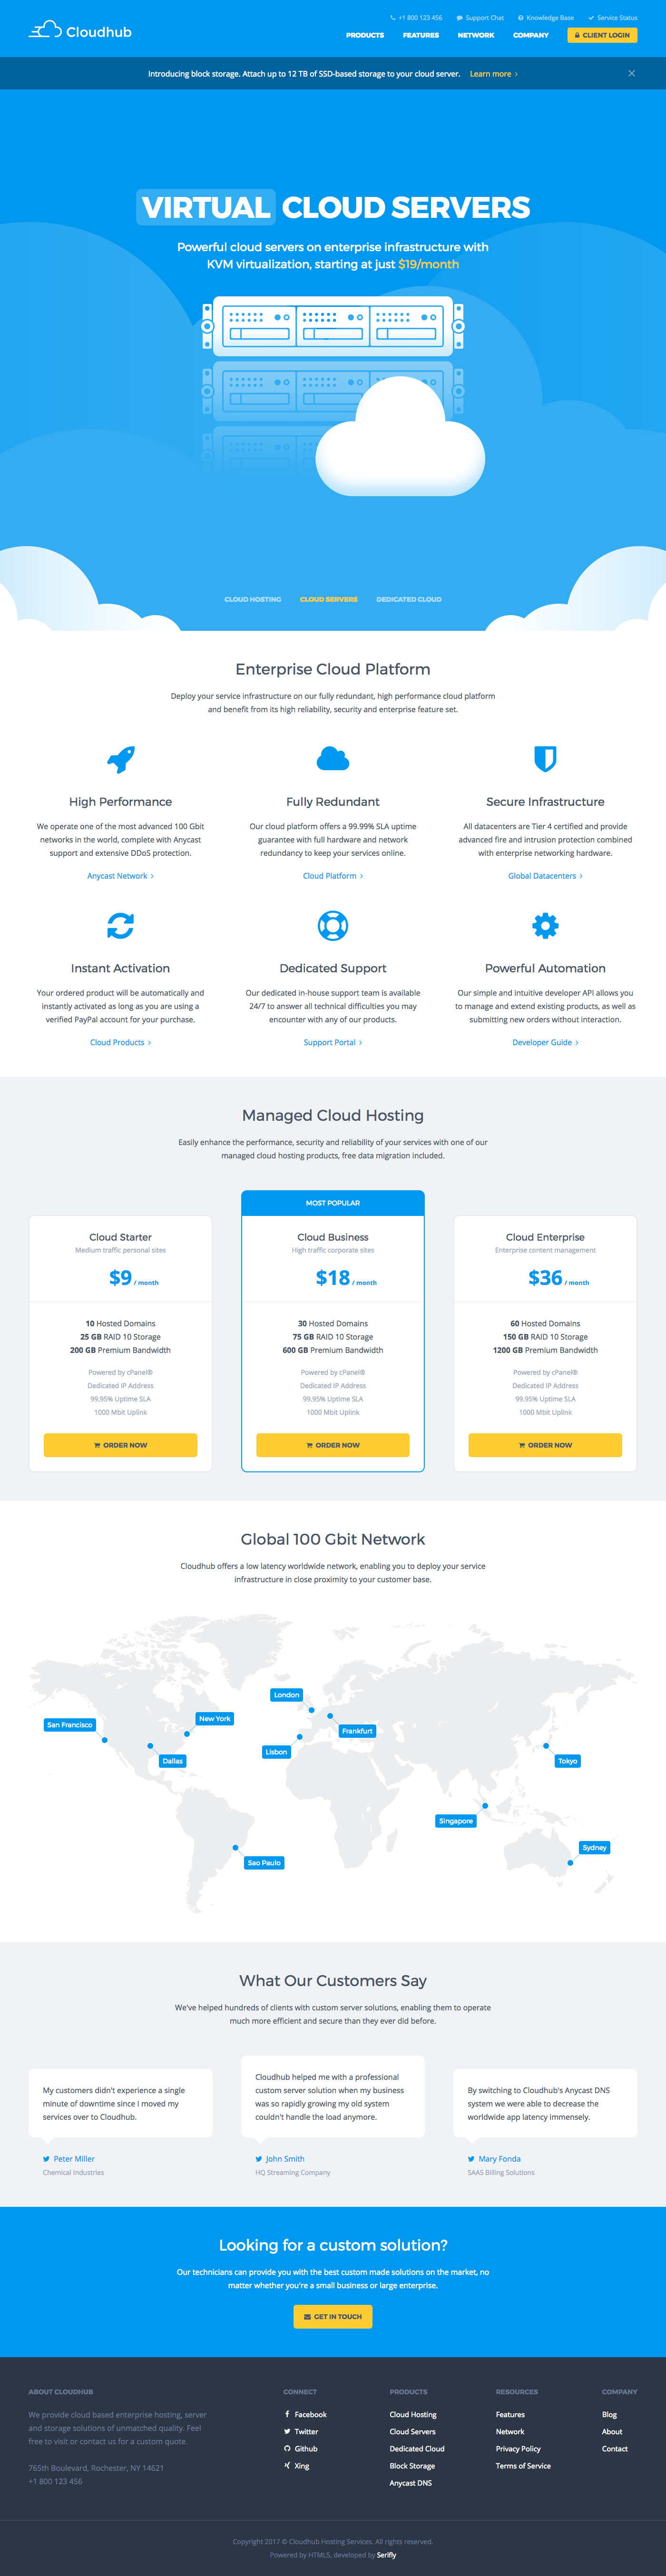 Cloudhub
+1 800 123 456 Support Chat Knowledge Base Service Status
PRODUCTS FEATURES NETWORK COMPANY CLIENT LOGIN
Introducing block storage. Attach up to 12 TB of SSD-based storage to your cloud server. Learn more ›
VIRTUAL CLOUD SERVERS
Powerful cloud servers on enterprise infrastructure with
KVM virtualization, starting at just $19/month
CLOUD HOSTING CLOUD SERVERS DEDICATED CLOUD
Enterprise Cloud Platform
Deploy your service infrastructure on our fully redundant, high performance cloud platform
and benefit from its high reliability, security and enterprise feature set.
High Performance
We operate one of the most advanced 100 Gbit
networks in the world, complete with Anycast
support and extensive DDoS protection.
Anycast Network ›
Fully Redundant
Our cloud platform offers a 99.99% SLA uptime
guarantee with full hardware and network
redundancy to keep your services online.
Cloud Platform ›
Secure Infrastructure
All datacenters are Tier 4 certified and provide
advanced fire and intrusion protection combined
with enterprise networking hardware.
Global Datacenters ›
Instant Activation
Your ordered product will be automatically and
instantly activated as long as you are using a
verified PayPal account for your purchase.
Cloud Products ›
Dedicated Support
Our dedicated in-house support team is available
24/7 to answer all technical difficulties you may
encounter with any of our products.
Support Portal ›
Powerful Automation
Our simple and intuitive developer API allows you
to manage and extend existing products, as well as
submitting new orders without interaction.
Developer Guide ›
Managed Cloud Hosting
Easily enhance the performance, security and reliability of your services with one of our
managed cloud hosting products, free data migration included.
Cloud Starter
Medium traffic personal sites
$9 / month
10 Hosted Domains
25 GB RAID 10 Storage
200 GB Premium Bandwidth
Powered by cPanel®
Dedicated IP Address
99.95% Uptime SLA
1000 Mbit Uplink
ORDER NOW
MOST POPULAR
Cloud Business
High traffic corporate sites
$18 / month
30 Hosted Domains
75 GB RAID 10 Storage
600 GB Premium Bandwidth
Powered by cPanel®
Dedicated IP Address
99.95% Uptime SLA
1000 Mbit Uplink
ORDER NOW
Cloud Enterprise
Enterprise content management
$36 / month
60 Hosted Domains
150 GB RAID 10 Storage
1200 GB Premium Bandwidth
Powered by cPanel®
Dedicated IP Address
99.95% Uptime SLA
1000 Mbit Uplink
ORDER NOW
Global 100 Gbit Network
Cloudhub offers a low latency worldwide network, enabling you to deploy your service
infrastructure in close proximity to your customer base.
London
New York
San Francisco
Frankfurt
Lisbon
Dallas
Tokyo
Singapore
Sydney
Sao Paulo
What Our Customers Say
We've helped hundreds of clients with custom server solutions, enabling them to operate
much more efficient and secure than they ever did before.
My customers didn't experience a single
minute of downtime since I moved my
services over to Cloudhub.
Peter Miller
Chemical Industries
Cloudhub helped me with a professional
custom server solution when my business
was so rapidly growing my old system
couldn't handle the load anymore.
John Smith
HQ Streaming Company
By switching to Cloudhub's Anycast DNS
system we were able to decrease the
worldwide app latency immensely.
Mary Fonda
SAAS Billing Solutions
Looking for a custom solution?
Our technicians can provide you with the best custom made solutions on the market, no
matter whether you're a small business or large enterprise.
GET IN TOUCH
ABOUT CLOUDHUB
We provide cloud based enterprise hosting, server
and storage solutions of unmatched quality. Feel
free to visit or contact us for a custom quote.
765th Boulevard, Rochester, NY 14621
+1 800 123 456
CONNECT
Facebook
Twitter
Github
Xing
PRODUCTS
Cloud Hosting
Cloud Servers
Dedicated Cloud
Block Storage
Anycast DNS
RESOURCES
Features
Network
Privacy Policy
Terms of Service
COMPANY
Blog
About
Contact
Copyright 2017 © Cloudhub Hosting Services. All rights reserved.
Powered by HTML5, developed by Serifly